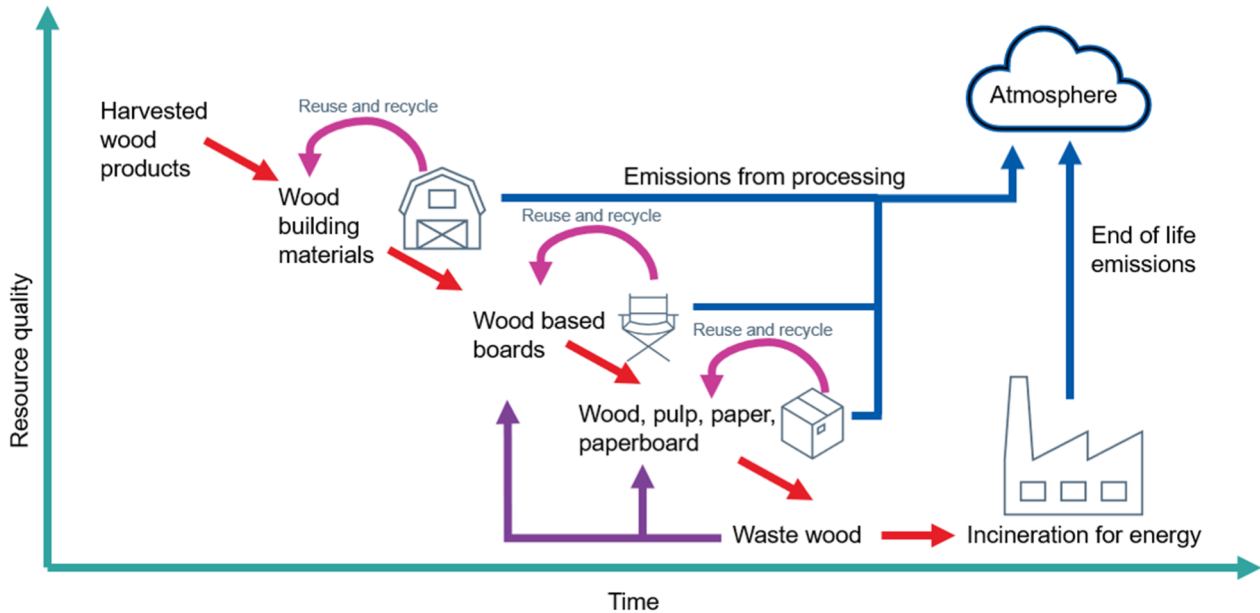 Harvested
wood
products
Reuse and recycle
Atmosphere
Wood
building
materials
Emissions from processing
Reuse and recycle
End of life
emissions
Wood based
boards
Reuse and recycle
Wood, pulp, paper,
paperboard
Waste wood
Incineration for energy
Resource quality
Time